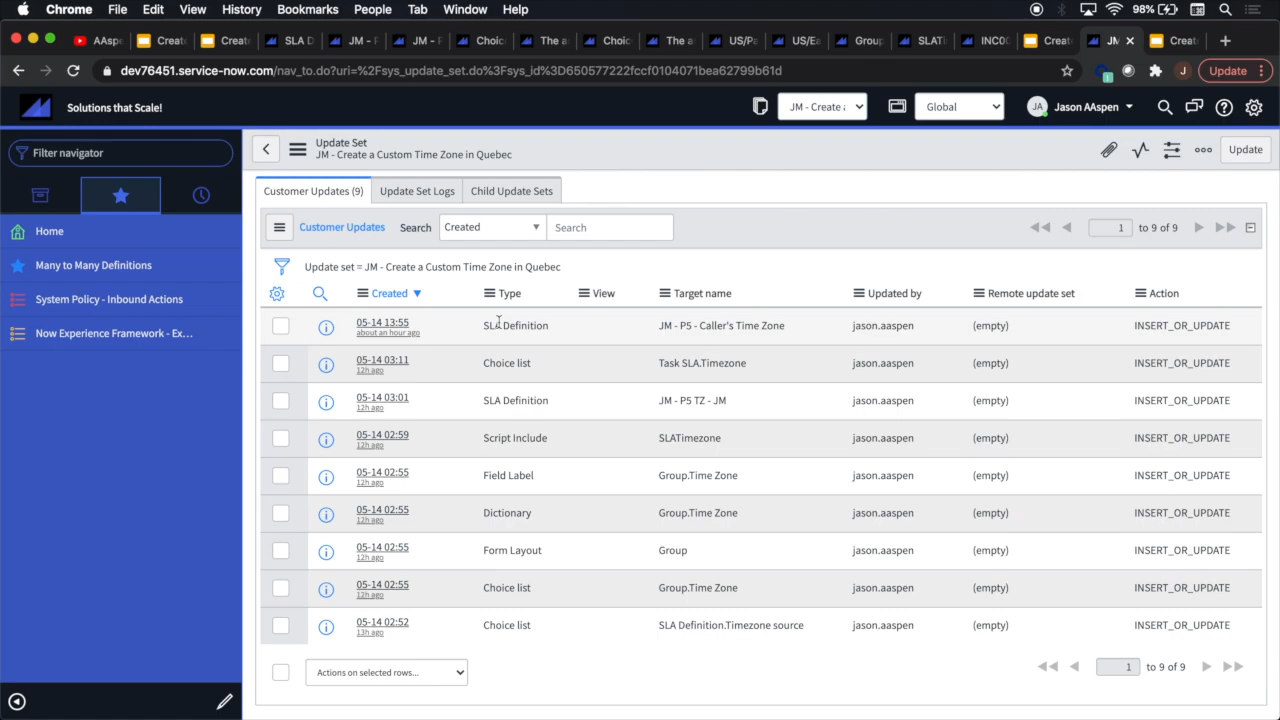 Chrome File Edit View History Bookmarks People Tab Window Help 98%
AAspe Create Create SLA D JM - F JM - F Choic The a Choic The a US/Pa US/Ea Group SLATi INC00 Create JM Create
dev76451.service-now.com/nav_to.do?uri=%2Fsys_update_set.do%3Fsys_id%3D650577222fccf0104071bea62799b61d J Update
Solutions that Scale! JM - Create a Global JA Jason AAspen
Filter navigator
Home
Many to Many Definitions
System Policy - Inbound Actions
Now Experience Framework - Ex...
Update Set
JM - Create a Custom Time Zone in Quebec
Update
Customer Updates (9) Update Set Logs Child Update Sets
Customer Updates Search Created Search 1 to 9 of 9
Update set = JM - Create a Custom Time Zone in Quebec
Created Type View Target name Updated by Remote update set Action
05-14 13:55 SLA Definition JM - P5 - Caller's Time Zone jason.aaspen (empty) INSERT_OR_UPDATE
about an hour ago
05-14 03:11 Choice list Task SLA.Timezone jason.aaspen (empty) INSERT_OR_UPDATE
12h ago
05-14 03:01 SLA Definition JM - P5 TZ - JM jason.aaspen (empty) INSERT_OR_UPDATE
12h ago
05-14 02:59 Script Include SLATimezone jason.aaspen (empty) INSERT_OR_UPDATE
12h ago
05-14 02:55 Field Label Group.Time Zone jason.aaspen (empty) INSERT_OR_UPDATE
12h ago
05-14 02:55 Dictionary Group.Time Zone jason.aaspen (empty) INSERT_OR_UPDATE
12h ago
05-14 02:55 Form Layout Group jason.aaspen (empty) INSERT_OR_UPDATE
12h ago
05-14 02:55 Choice list Group.Time Zone jason.aaspen (empty) INSERT_OR_UPDATE
12h ago
05-14 02:52 Choice list SLA Definition.Timezone source jason.aaspen (empty) INSERT_OR_UPDATE
13h ago
Actions on selected rows... 1 to 9 of 9